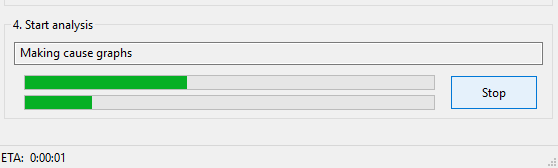 4. Start analysis
Making cause graphs
Stop
ETA:  0:00:01